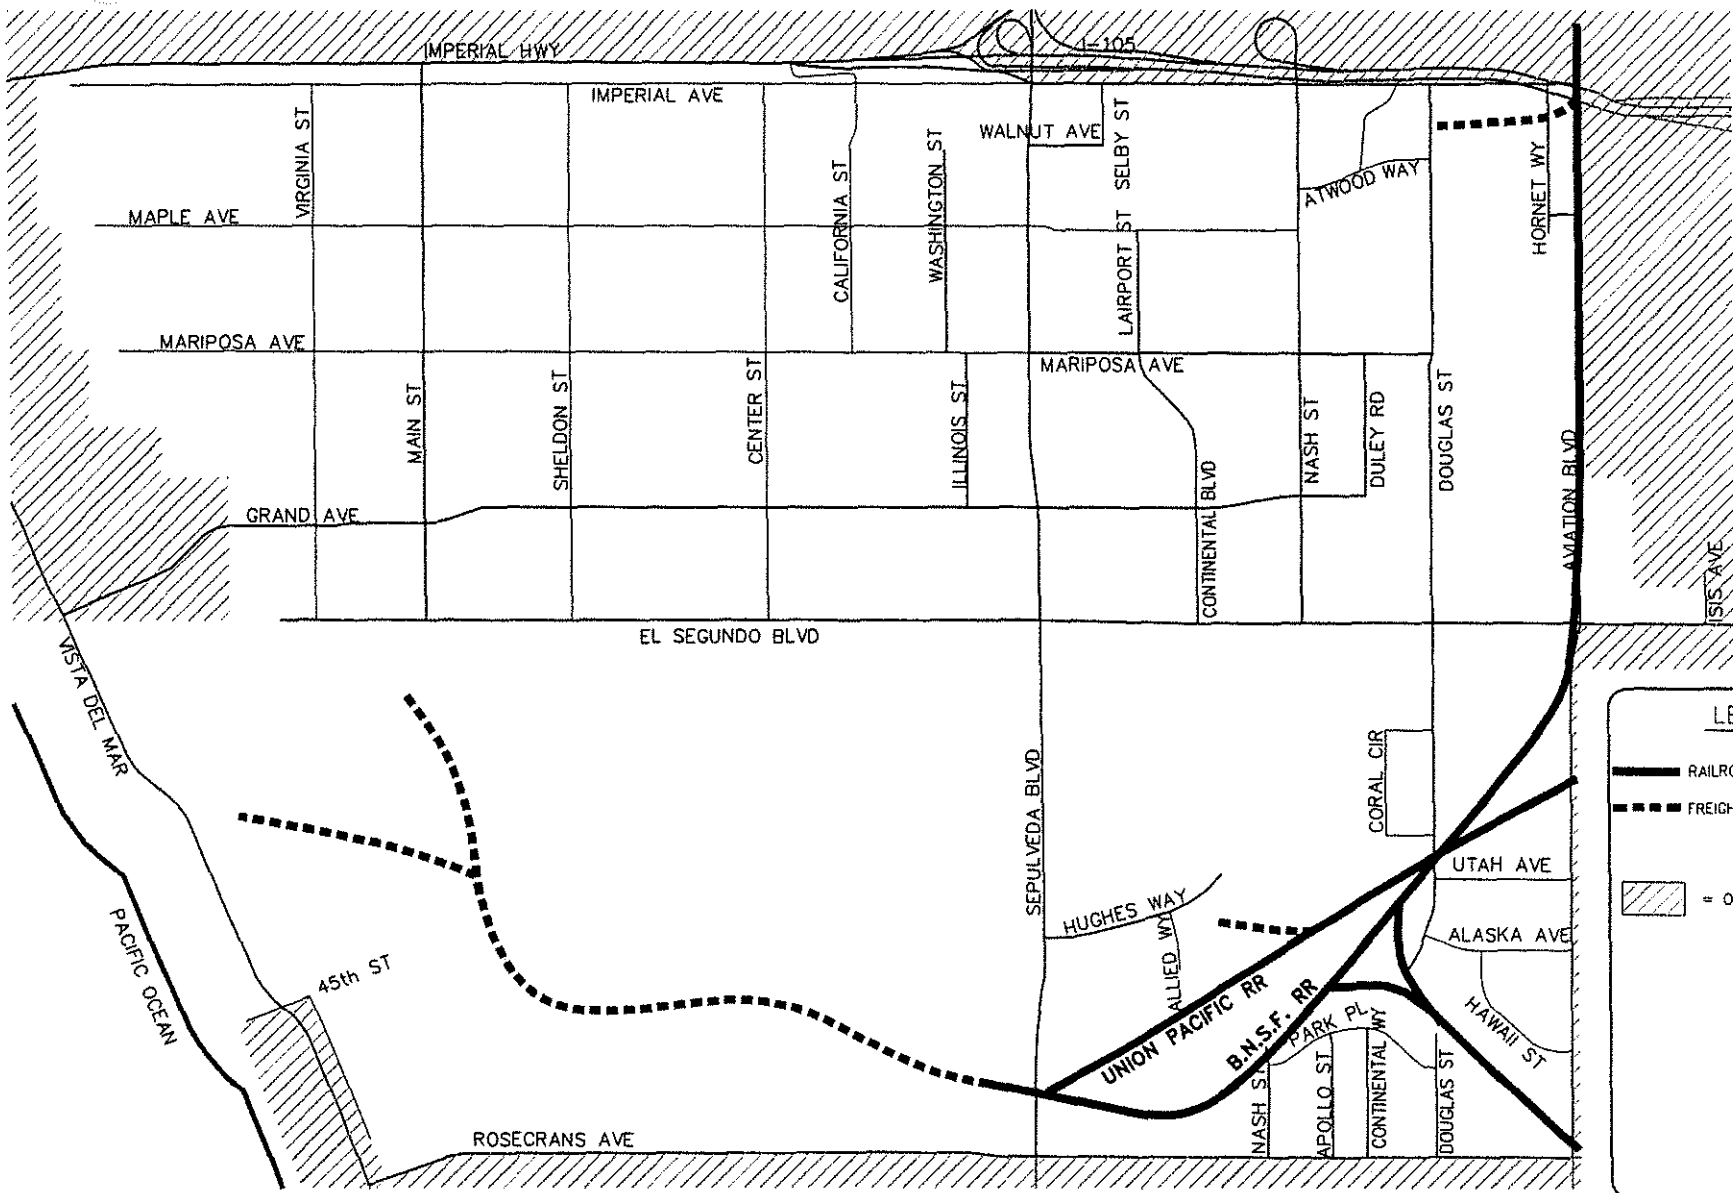 IMPERIAL HWY
I-105
IMPERIAL AVE
WALNUT AVE
SELBY ST
VIRGINIA ST
CALIFORNIA ST
WASHINGTON ST
ATWOOD WAY
HORNET WY
MAPLE AVE
LAIRPORT ST
MARIPOSA AVE
MARIPOSA AVE
MAIN ST
SHELDON ST
CENTER ST
ILLINOIS ST
NASH ST
DULEY RD
DOUGLAS ST
AVIATION BLVD
GRAND AVE
CONTINENTAL BLVD
ISIS AVE
EL SEGUNDO BLVD
VISTA DEL MAR
SEPULVEDA BLVD
CORAL CIR
LE
RAILRO
FREIGH
= O
UTAH AVE
HUGHES WAY
ALLIED WY
ALASKA AVE
PACIFIC OCEAN
45th ST
UNION PACIFIC RR
B.N.S.F. RR
PARK PL
HAWAII ST
NASH ST
APOLLO ST
CONTINENTAL WY
DOUGLAS ST
ROSECRANS AVE